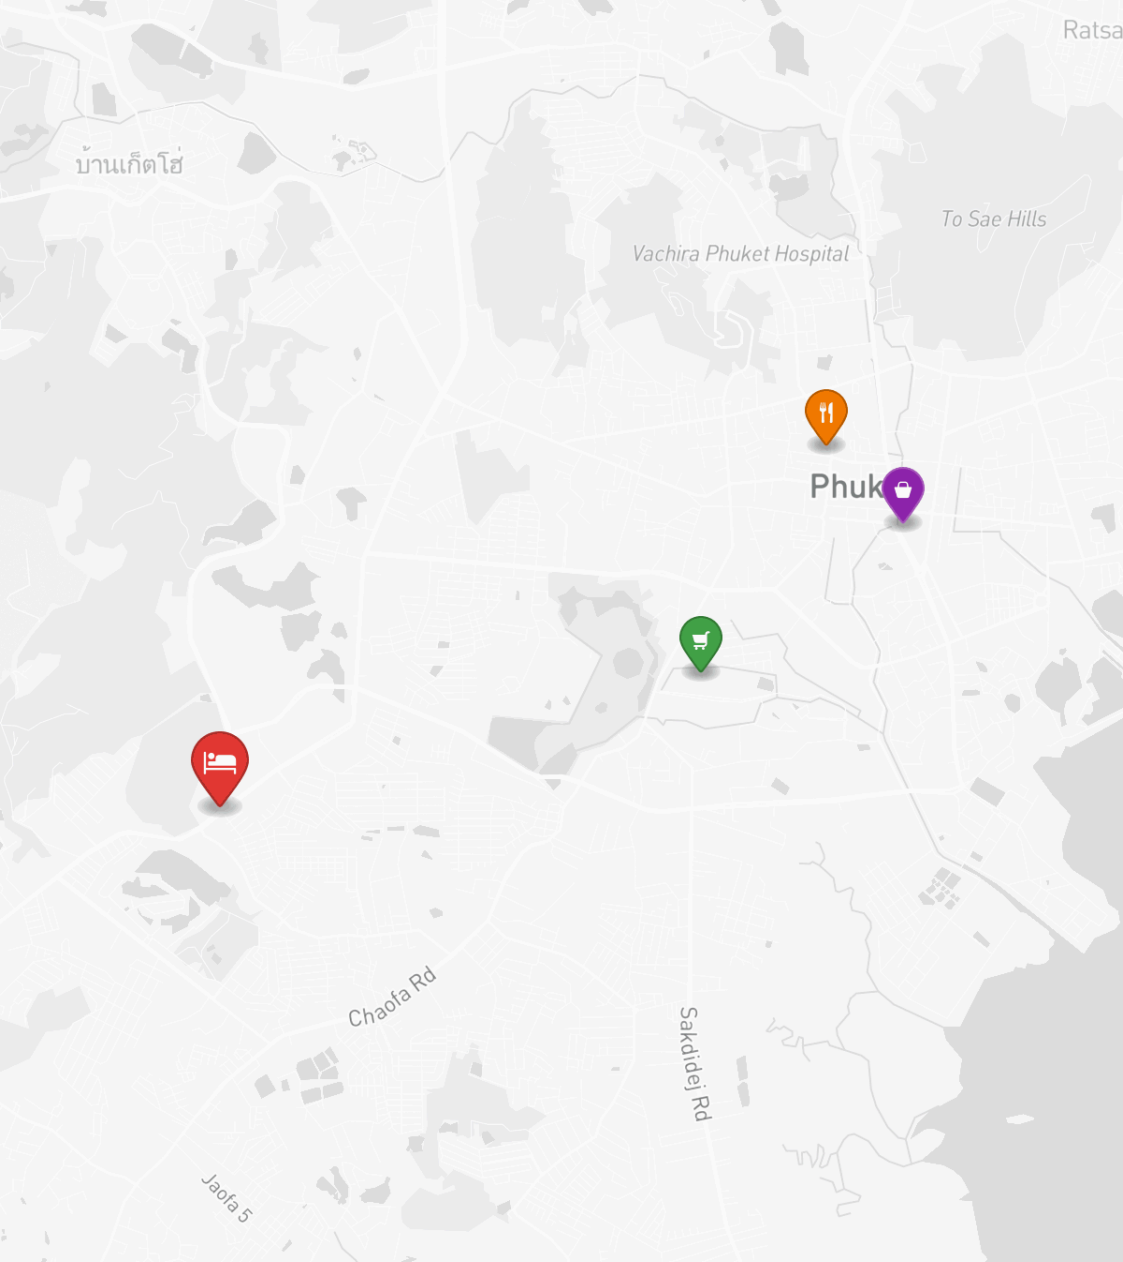 Ratsa
บ้านเก็ตโฮ่
To Sae Hills
Vachira Phuket Hospital
Phuk
Chaofa Rd
Sakdidej Rd
Jaofa 5